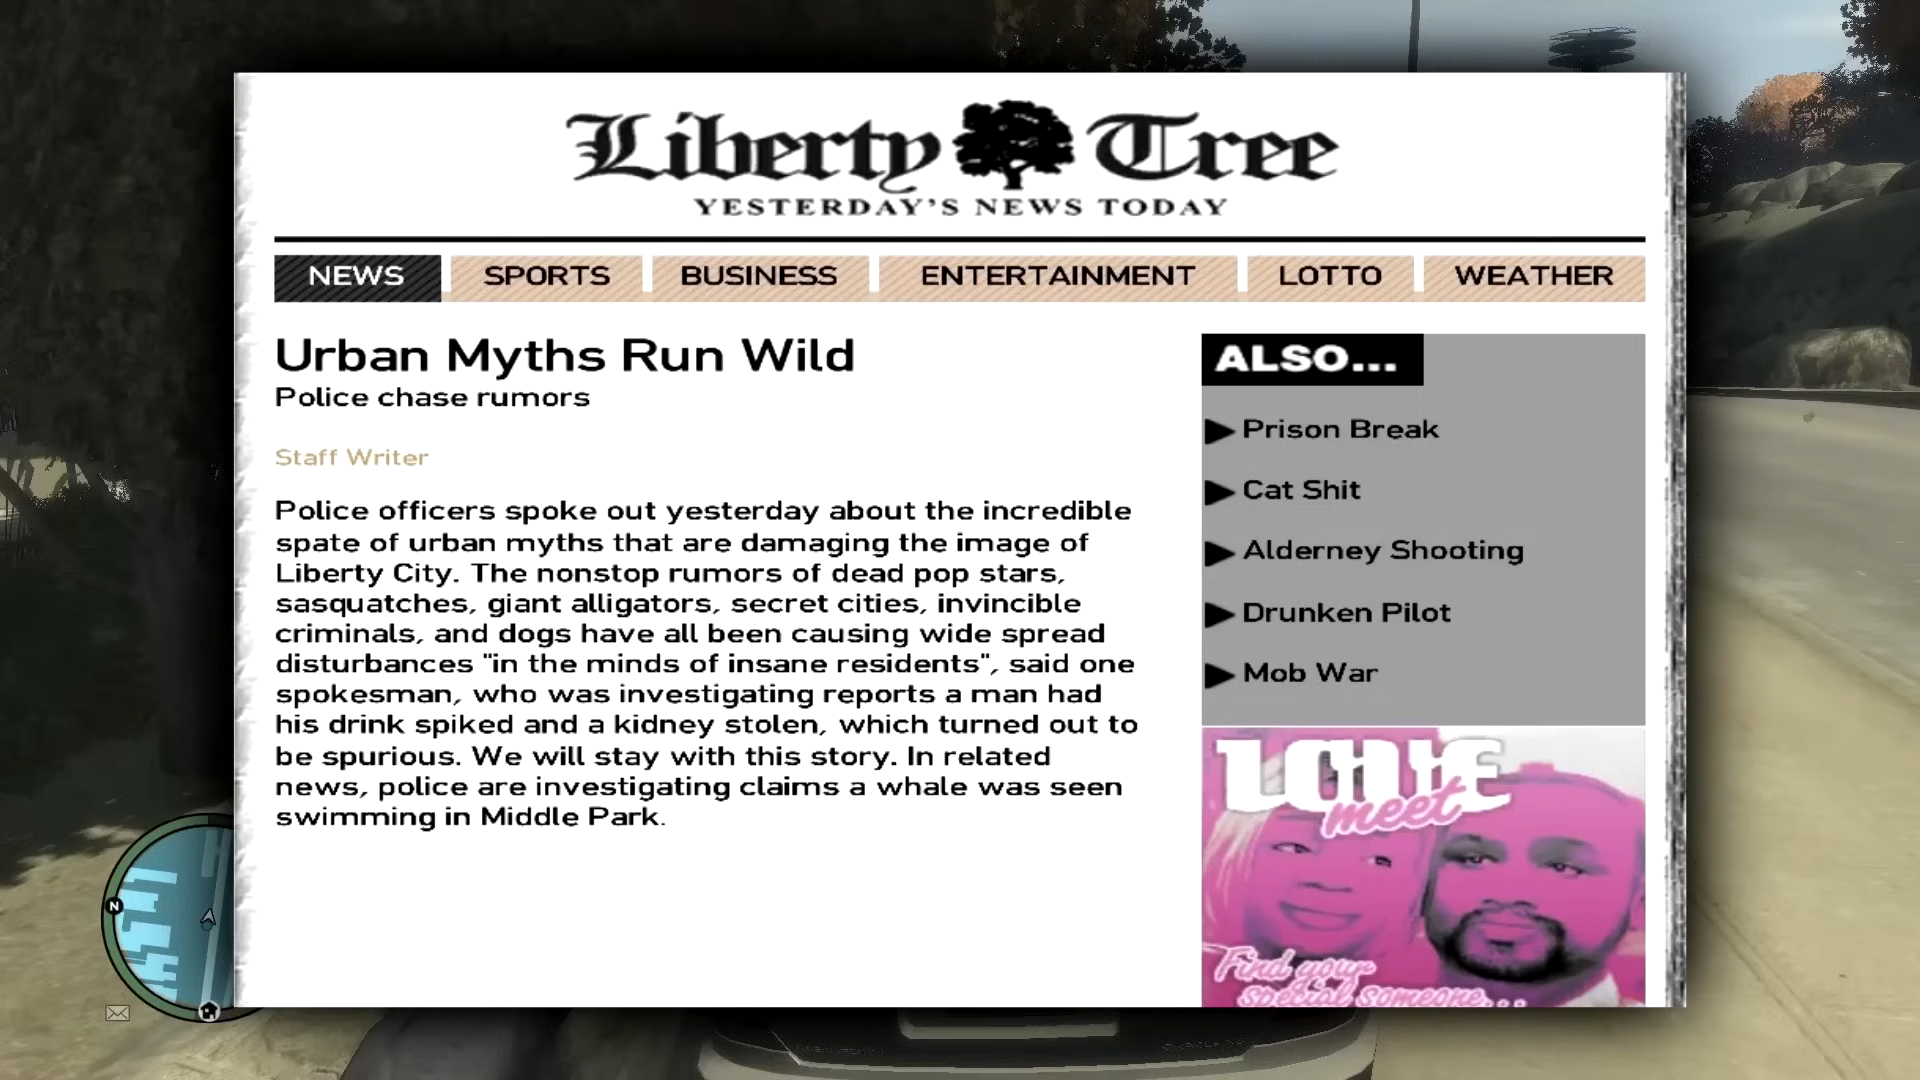 Liberty Tree
YESTERDAY'S NEWS TODAY
NEWS SPORTS BUSINESS ENTERTAINMENT LOTTO WEATHER
Urban Myths Run Wild
Police chase rumors
Staff Writer
Police officers spoke out yesterday about the incredible
spate of urban myths that are damaging the image of
Liberty City. The nonstop rumors of dead pop stars,
sasquatches, giant alligators, secret cities, invincible
criminals, and dogs have all been causing wide spread
disturbances "in the minds of insane residents", said one
spokesman, who was investigating reports a man had
his drink spiked and a kidney stolen, which turned out to
be spurious. We will stay with this story. In related
news, police are investigating claims a whale was seen
swimming in Middle Park.
ALSO...
Prison Break
Cat Shit
Alderney Shooting
Drunken Pilot
Mob War
LOVE
meet
Find your
special someone...
N